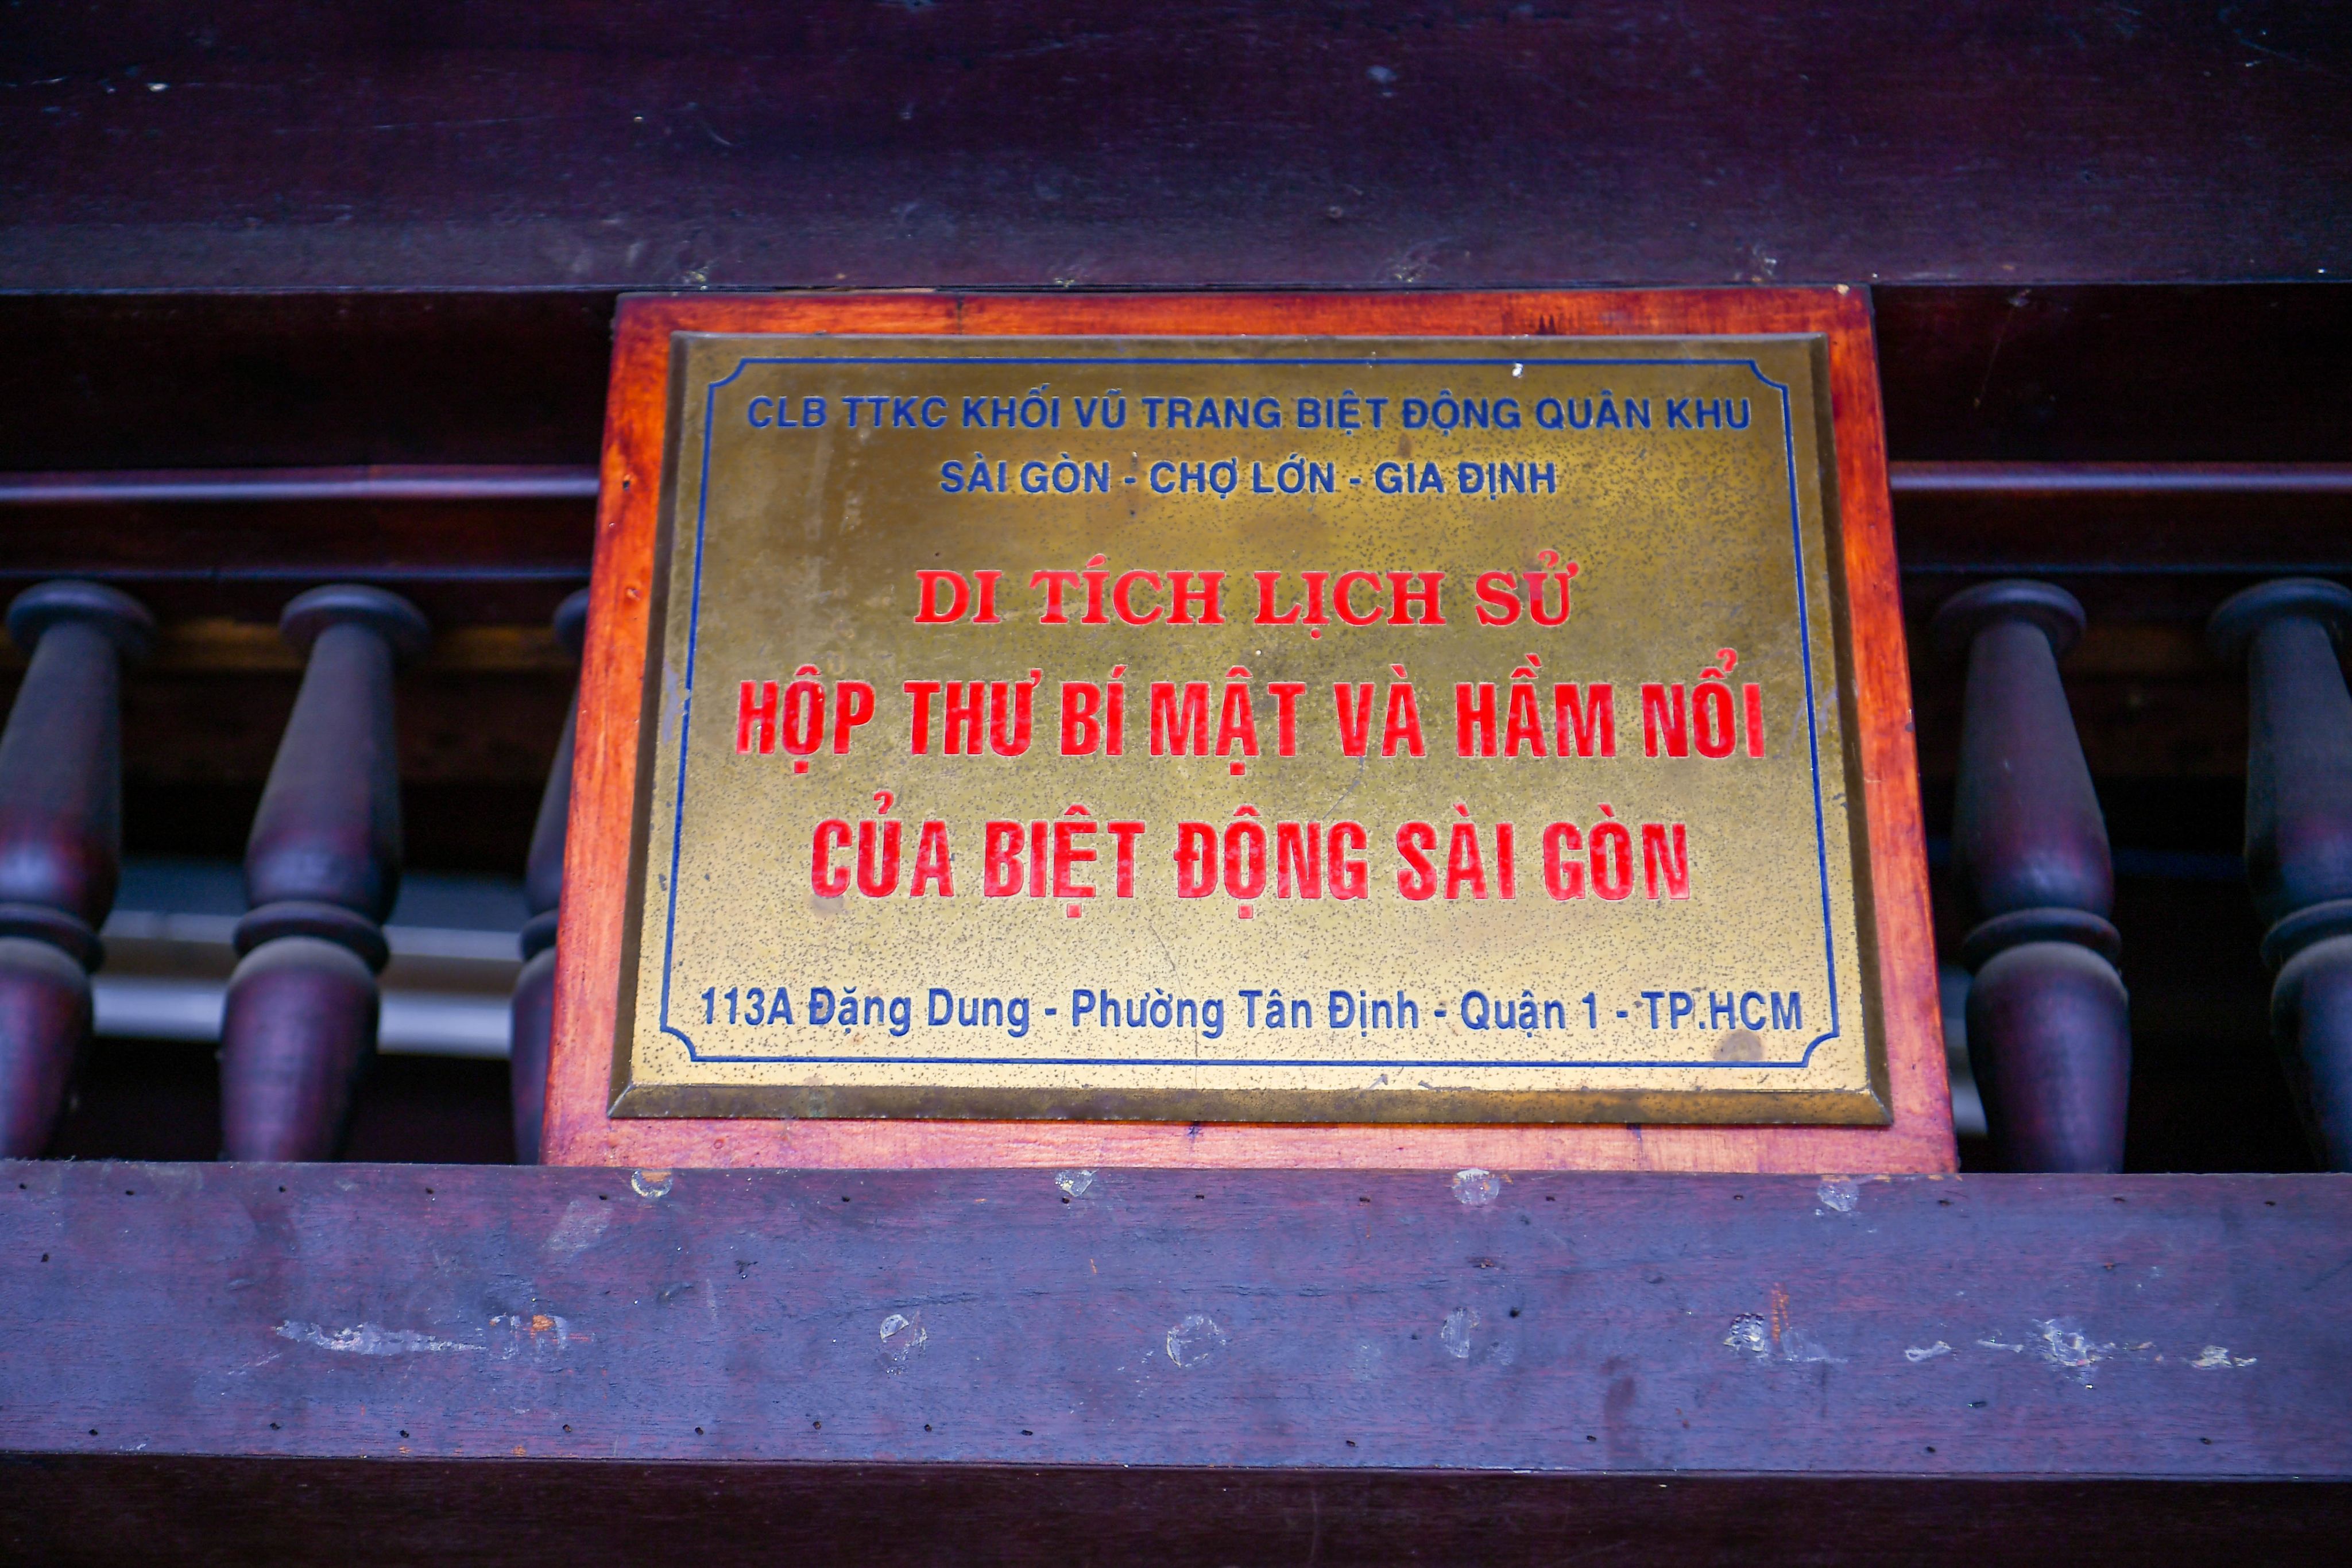 CLB TTKC KHỐI VŨ TRANG BIỆT ĐỘNG QUÂN KHU
SÀI GÒN - CHỢ LỚN - GIA ĐỊNH
DI TÍCH LỊCH SỬ
HỘP THƯ BÍ MẬT VÀ HẦM NỔI
CỦA BIỆT ĐỘNG SÀI GÒN
113A Đặng Dung - Phường Tân Định - Quận 1 - TP.HCM